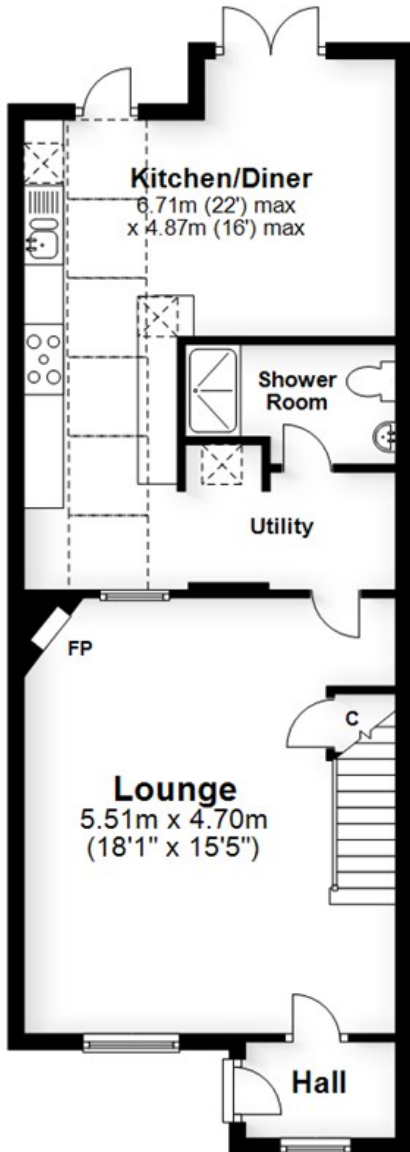 Kitchen/Diner
6.71m (22') max
x 4.87m (16') max
Shower
Room
Utility
FP
C
Lounge
5.51m x 4.70m
(18'1" x 15'5")
Hall